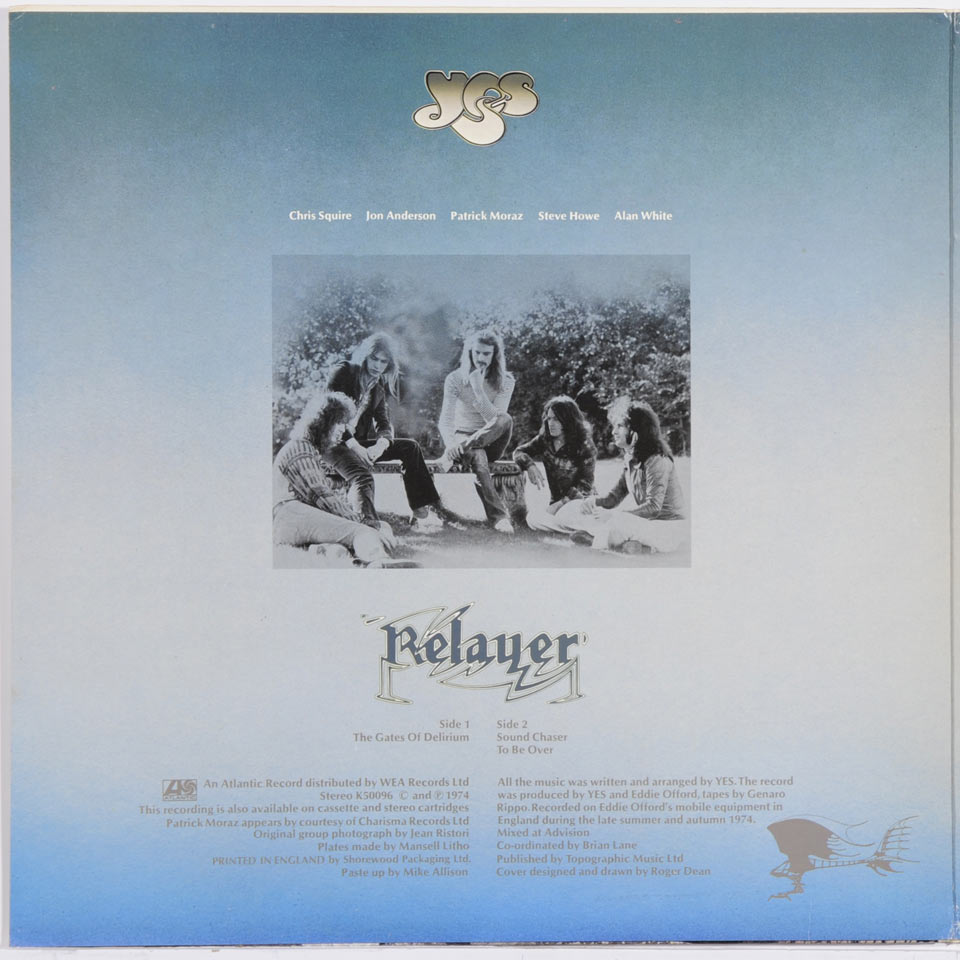 yes
Chris Squire Jon Anderson Patrick Moraz Steve Howe Alan White
"Relayer"
Side 1
The Gates Of Delirium
Side 2
Sound Chaser
To Be Over
ATLANTIC
An Atlantic Record distributed by WEA Records Ltd
Stereo K50096 © and ℗ 1974
This recording is also available on cassette and stereo cartridges
Patrick Moraz appears by courtesy of Charisma Records Ltd
Original group photograph by Jean Ristori
Plates made by Mansell Litho
PRINTED IN ENGLAND by Shorewood Packaging Ltd.
Paste up by Mike Allison
All the music was written and arranged by YES. The record
was produced by YES and Eddie Offord, tapes by Genaro
Rippo. Recorded on Eddie Offord's mobile equipment in
England during the late summer and autumn 1974.
Mixed at Advision
Co-ordinated by Brian Lane
Published by Topographic Music Ltd
Cover designed and drawn by Roger Dean